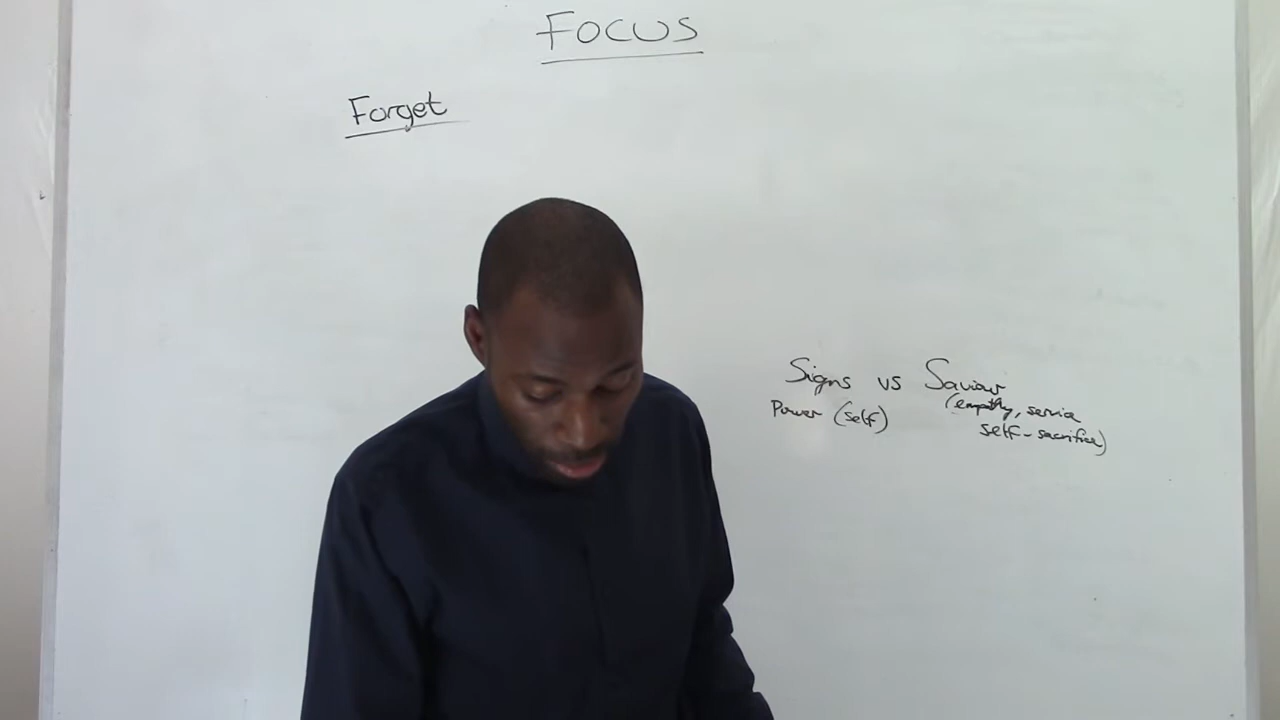 FOCUS
Forget
Signs vs Saviour
Power (self) (empathy, service
self-sacrifice)